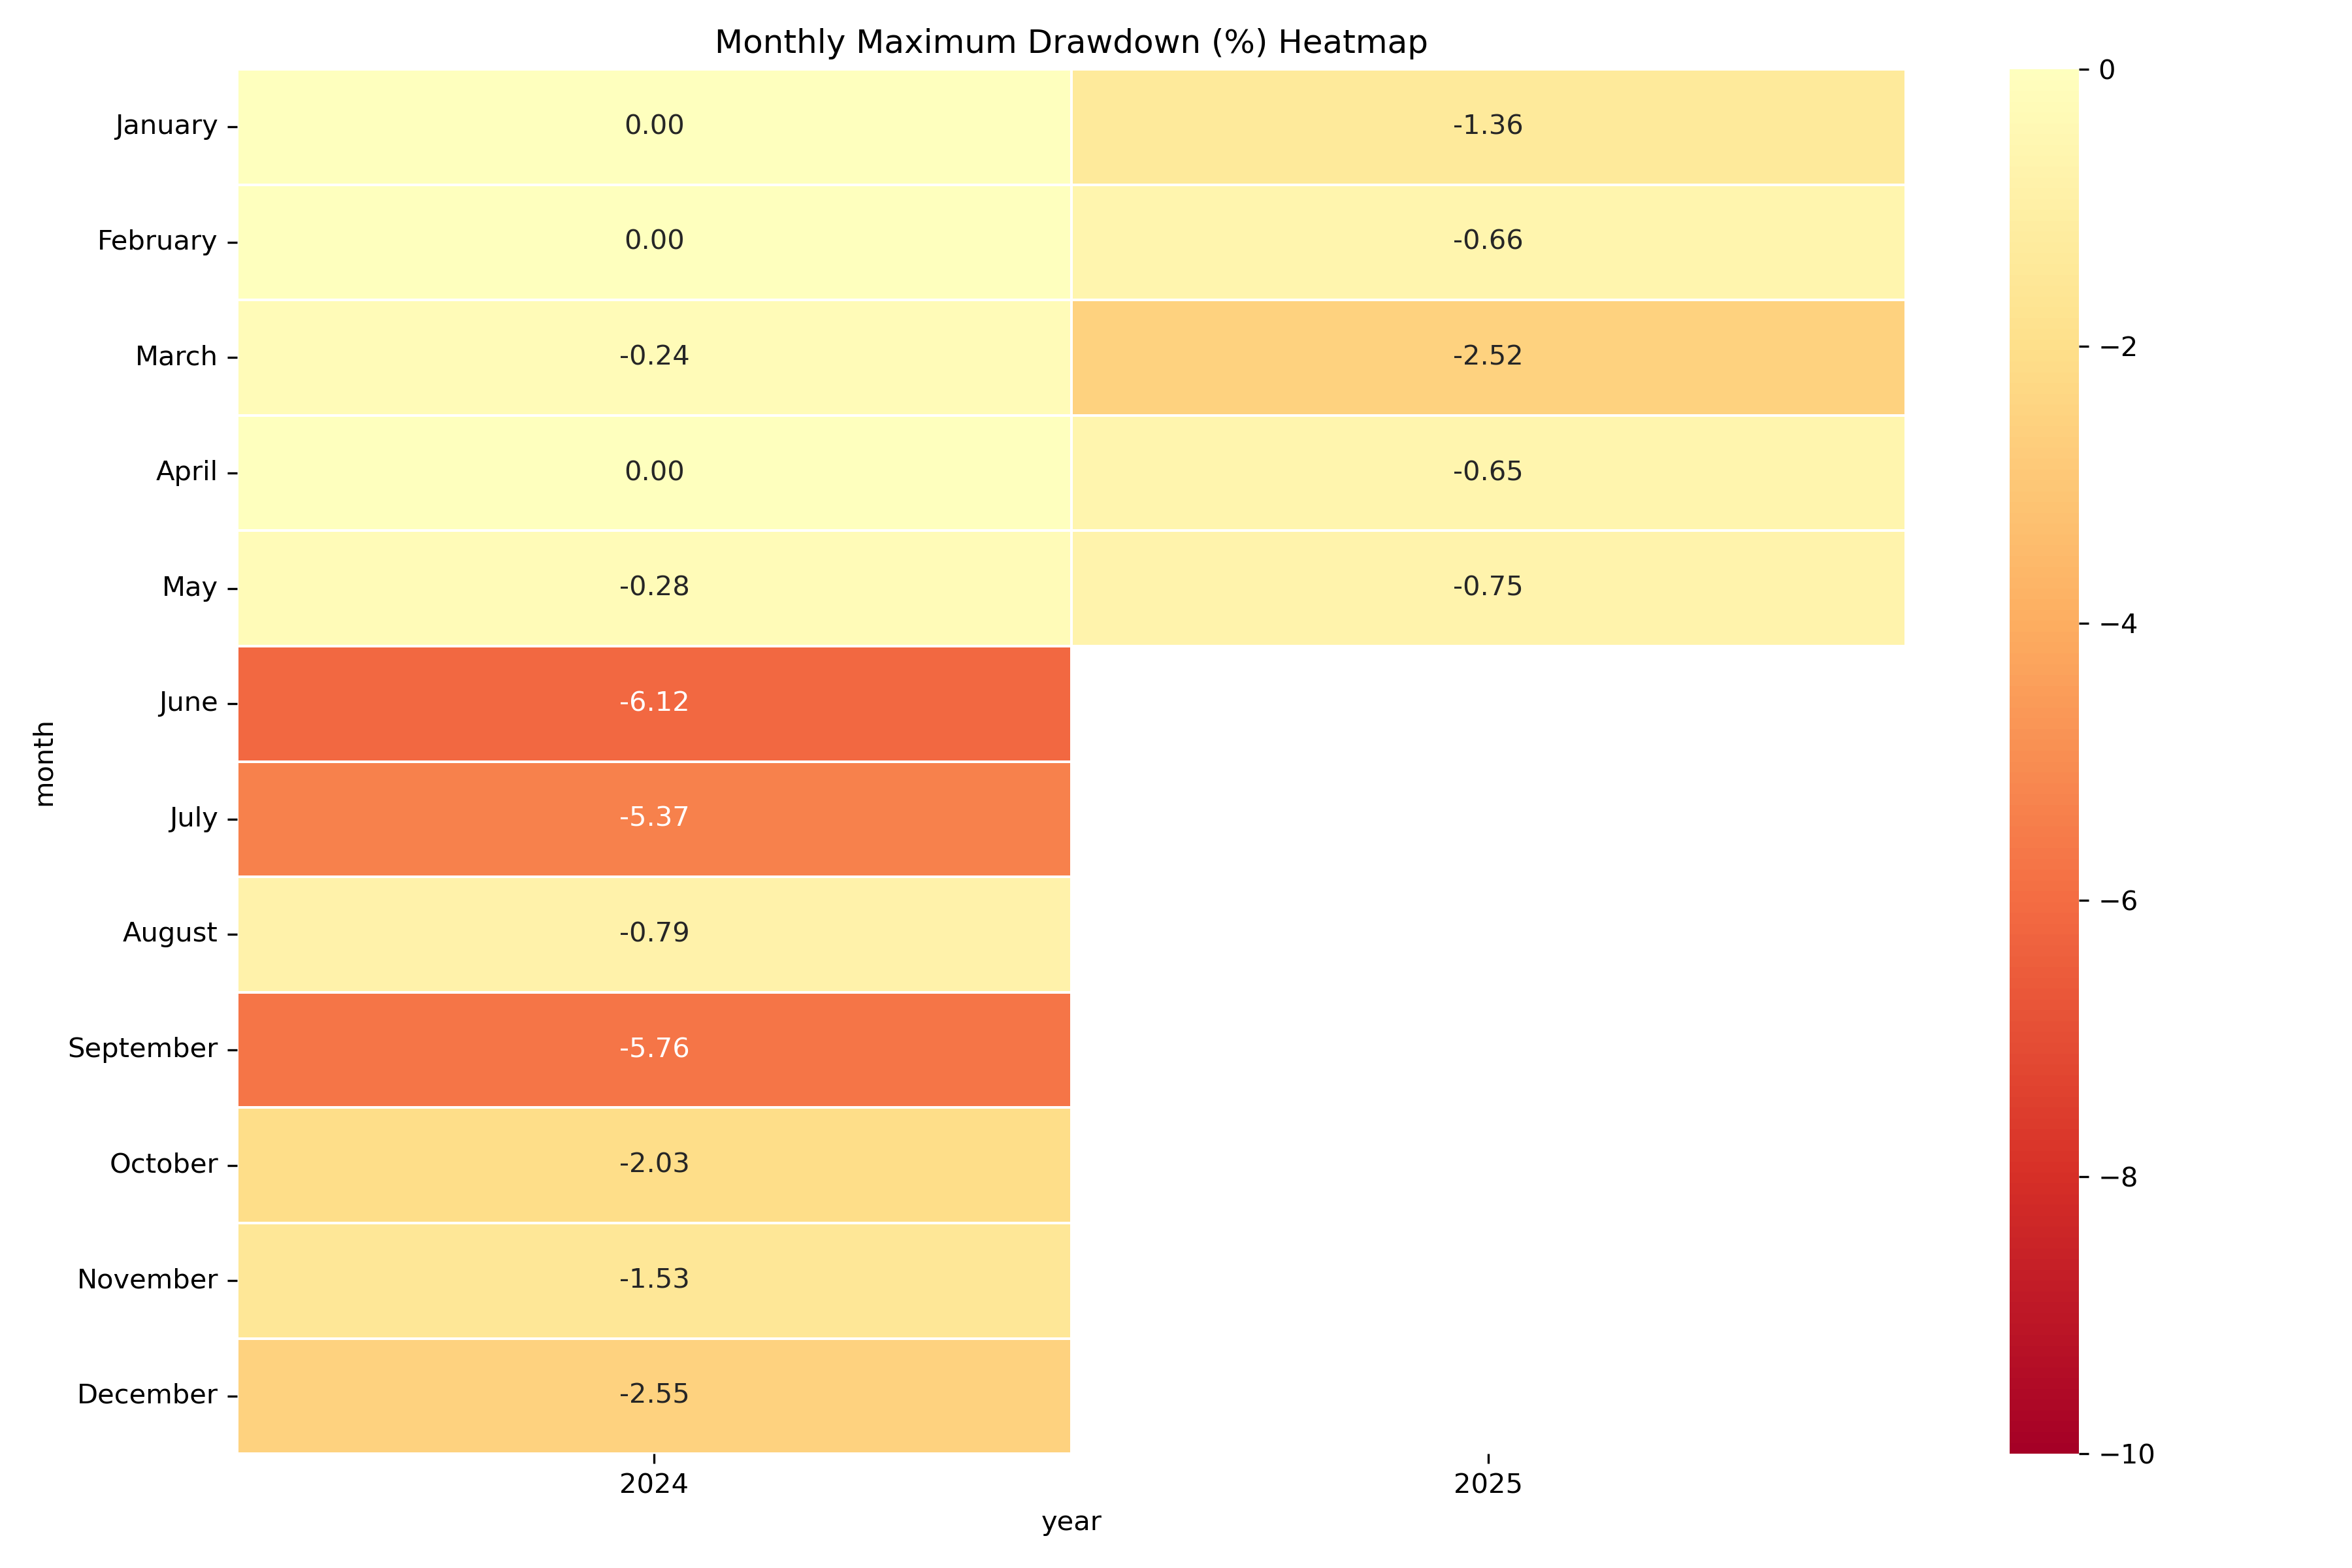 Monthly Maximum Drawdown (%) Heatmap
January 0.00 -1.36
February 0.00 -0.66
March -0.24 -2.52
April 0.00 -0.65
May -0.28 -0.75
June -6.12
July -5.37
August -0.79
September -5.76
October -2.03
November -1.53
December -2.55
month
2024 2025
year
0
−2
−4
−6
−8
−10